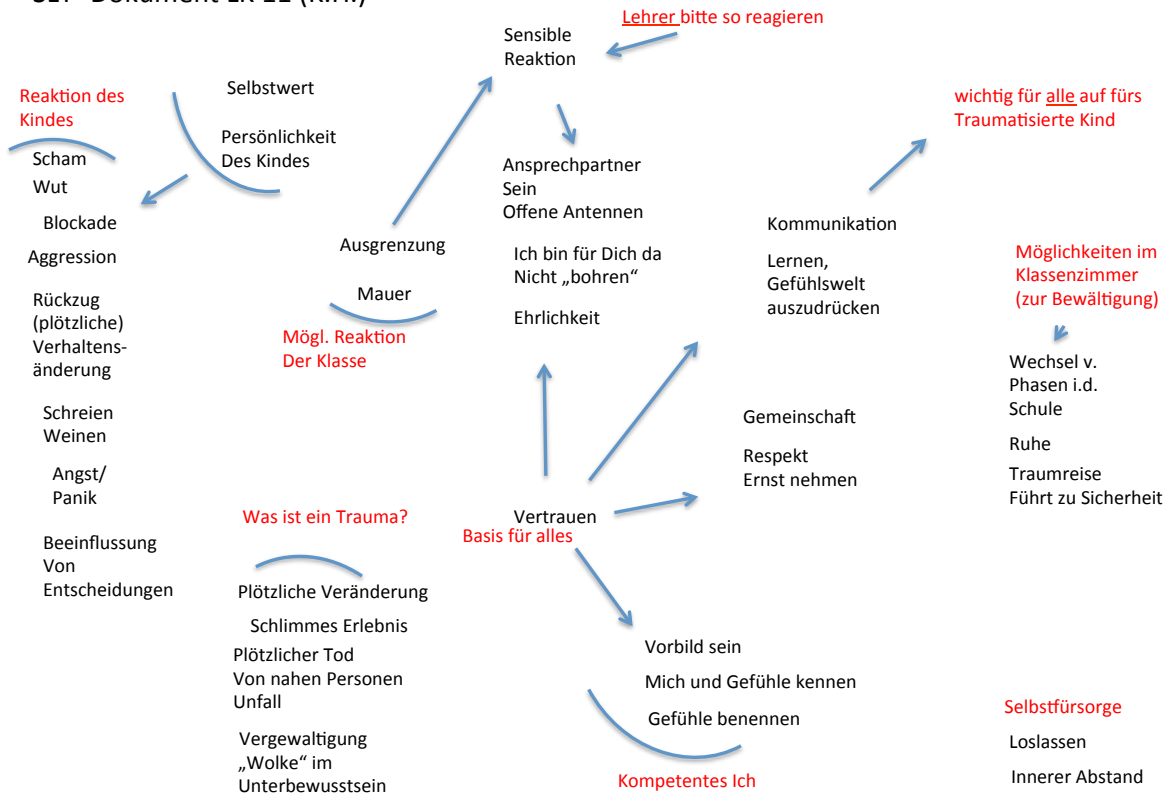 Lehrer bitte so reagieren
Sensible
Reaktion
Reaktion des
Kindes
Scham
Wut
Blockade
Aggression
Rückzug
(plötzliche)
Verhaltens-
änderung
Schreien
Weinen
Angst/
Panik
Beeinflussung
Von
Entscheidungen
Selbstwert
Persönlichkeit
Des Kindes
Ausgrenzung
Mauer
Mögl. Reaktion
Der Klasse
Ansprechpartner
Sein
Offene Antennen
Ich bin für Dich da
Nicht „bohren“
Ehrlichkeit
wichtig für alle auf fürs
Traumatisierte Kind
Kommunikation
Lernen,
Gefühlswelt
auszudrücken
Möglichkeiten im
Klassenzimmer
(zur Bewältigung)
Wechsel v.
Phasen i.d.
Schule
Ruhe
Traumreise
Führt zu Sicherheit
Gemeinschaft
Respekt
Ernst nehmen
Vertrauen
Basis für alles
Was ist ein Trauma?
Plötzliche Veränderung
Schlimmes Erlebnis
Plötzlicher Tod
Von nahen Personen
Unfall
Vergewaltigung
„Wolke“ im
Unterbewusstsein
Vorbild sein
Mich und Gefühle kennen
Gefühle benennen
Kompetentes Ich
Selbstfürsorge
Loslassen
Innerer Abstand